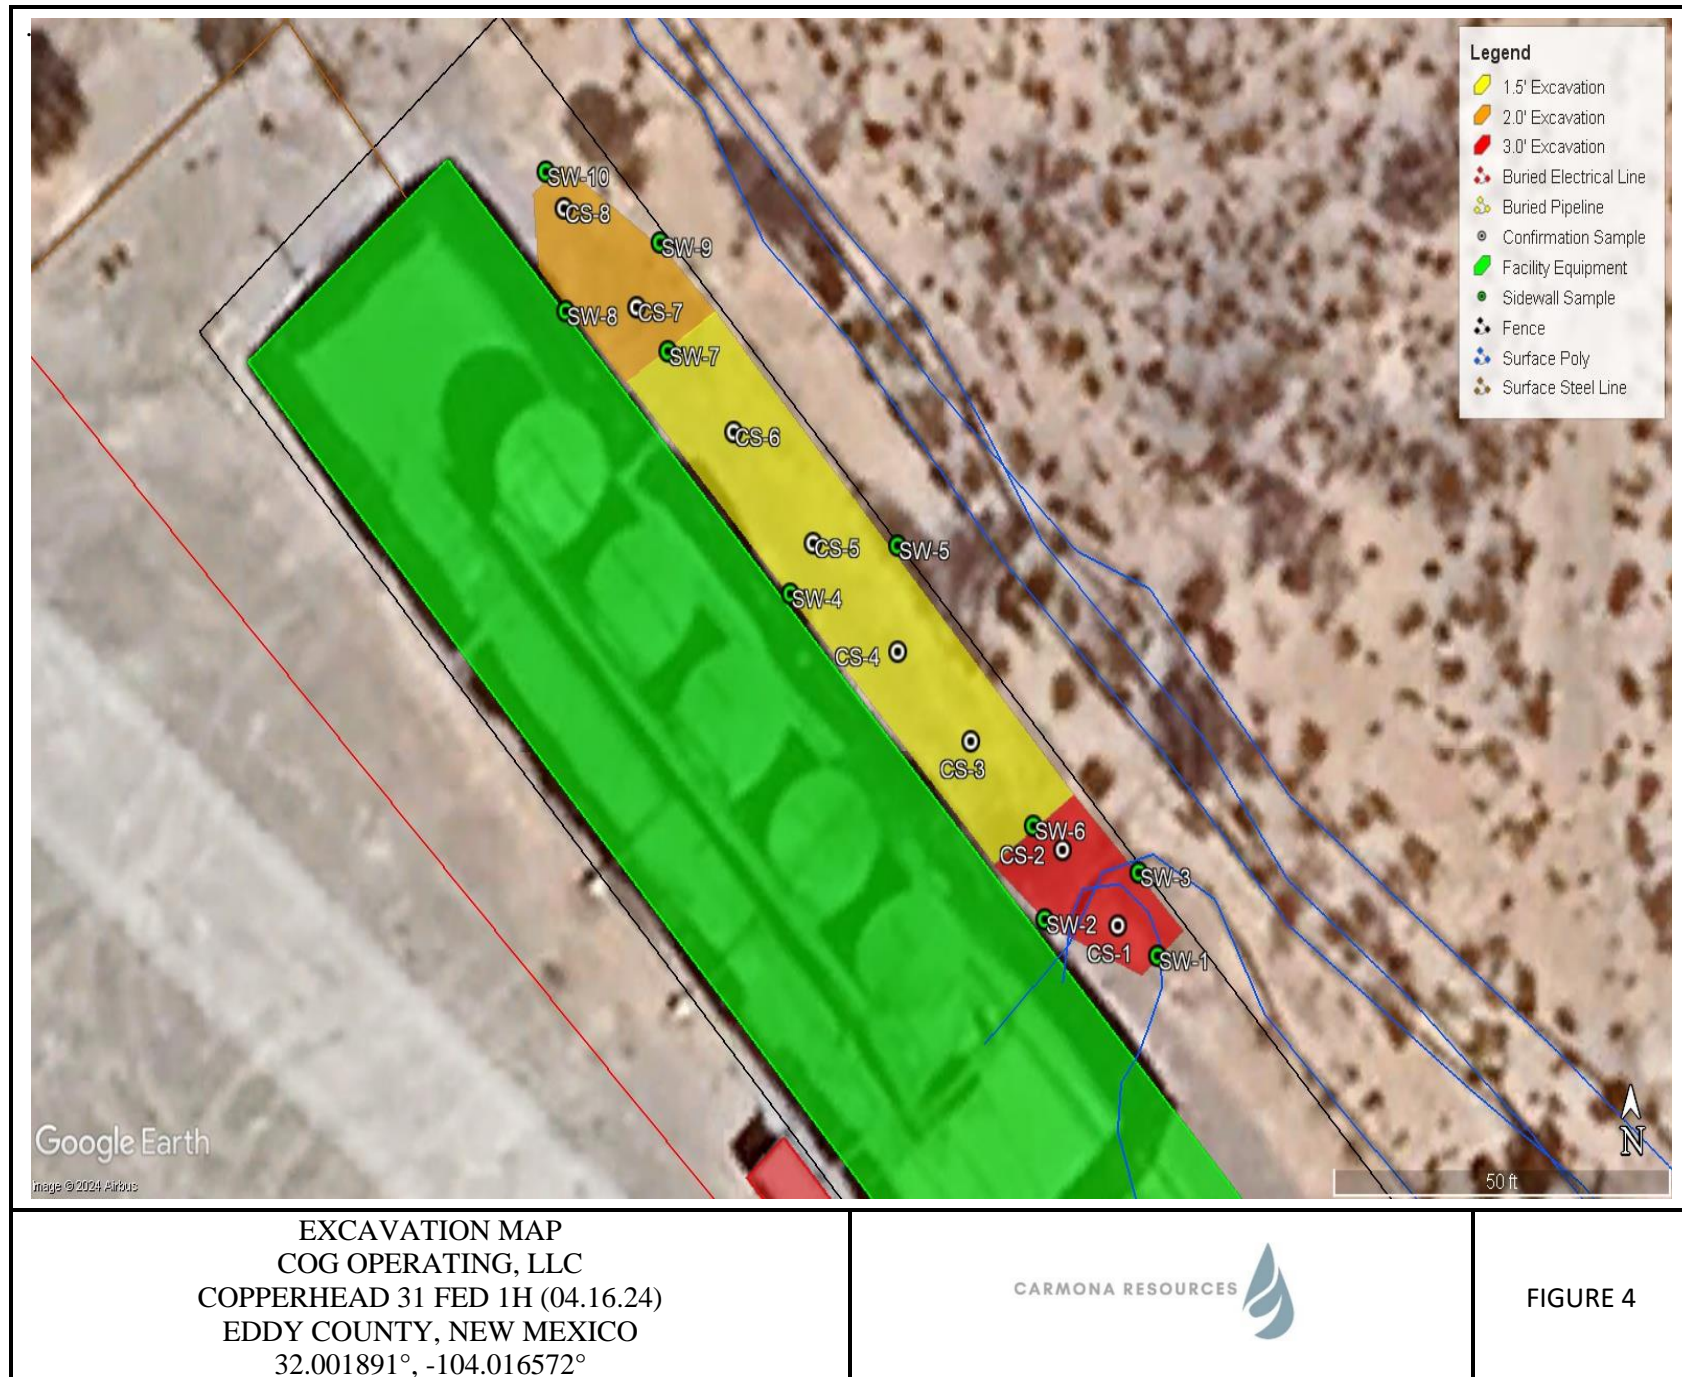 Legend
1.5' Excavation
2.0' Excavation
3.0' Excavation
Buried Electrical Line
Buried Pipeline
Confirmation Sample
Facility Equipment
Sidewall Sample
Fence
Surface Poly
Surface Steel Line
SW-10
CS-8
SW-9
SW-8
CS-7
SW-7
CS-6
CS-5
SW-5
SW-4
CS-4
CS-3
SW-6
CS-2
SW-3
SW-2
CS-1
SW-1
N
50 ft
Google Earth
Image © 2024 Airbus
EXCAVATION MAP
COG OPERATING, LLC
COPPERHEAD 31 FED 1H (04.16.24)
EDDY COUNTY, NEW MEXICO
32.001891°, -104.016572°
CARMONA RESOURCES
FIGURE 4